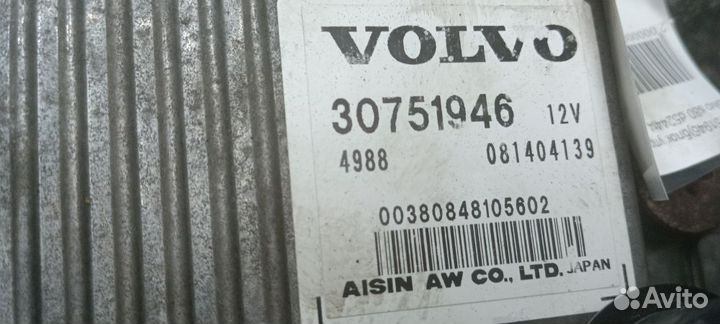 VOLVO
30751946 12V
4988 081404139
00380848105602
AISIN AW CO., LTD. JAPAN
Avito